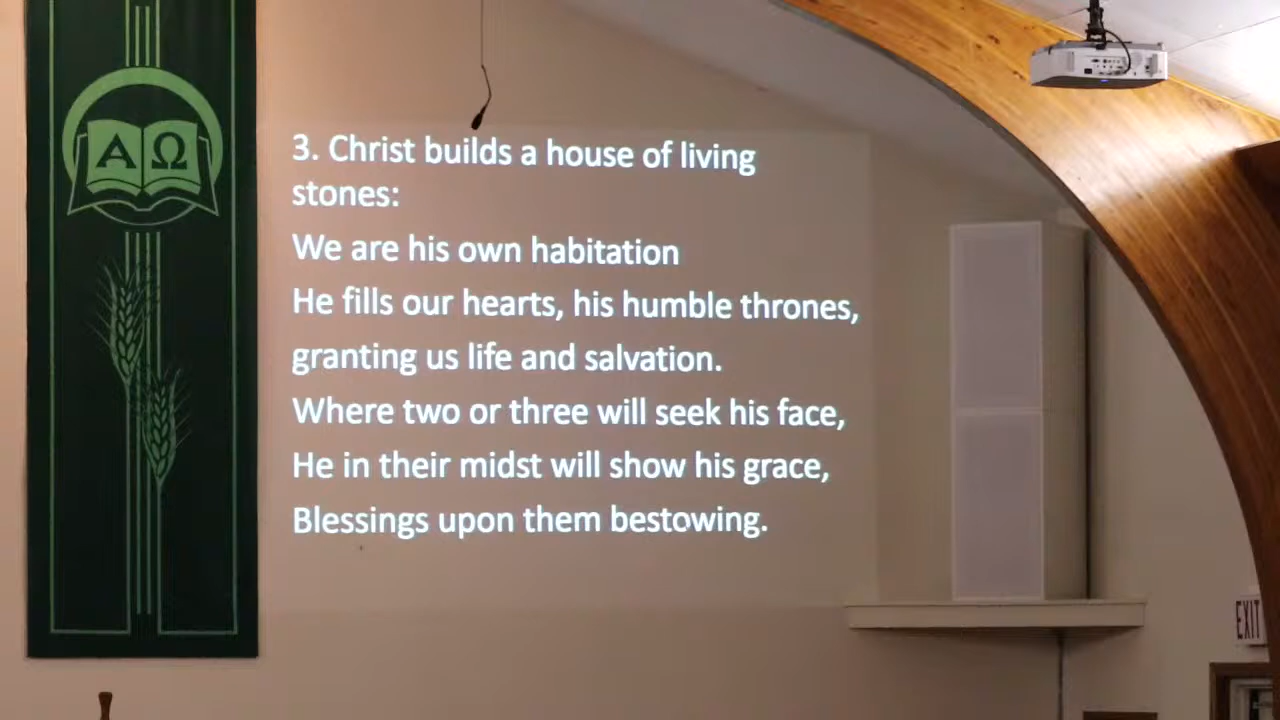 Α Ω
3. Christ builds a house of living
stones:
We are his own habitation
He fills our hearts, his humble thrones,
granting us life and salvation.
Where two or three will seek his face,
He in their midst will show his grace,
Blessings upon them bestowing.
EXIT